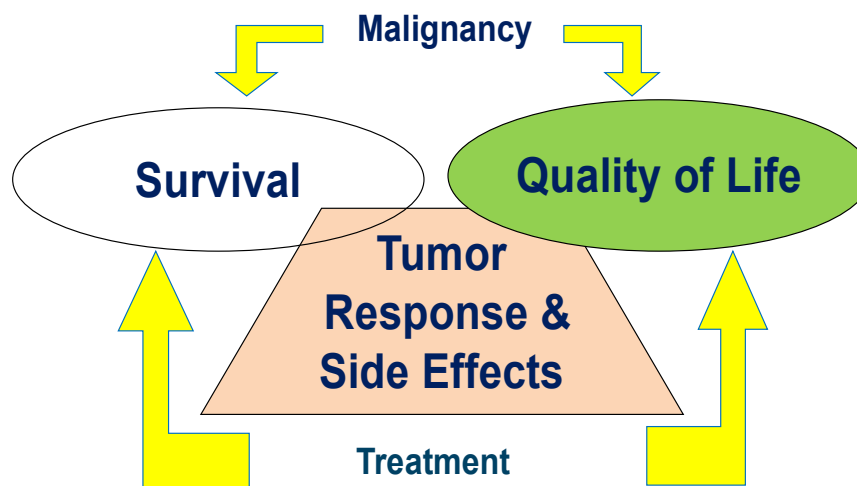 Malignancy
Survival
Quality of Life
Tumor
Response &
Side Effects
Treatment